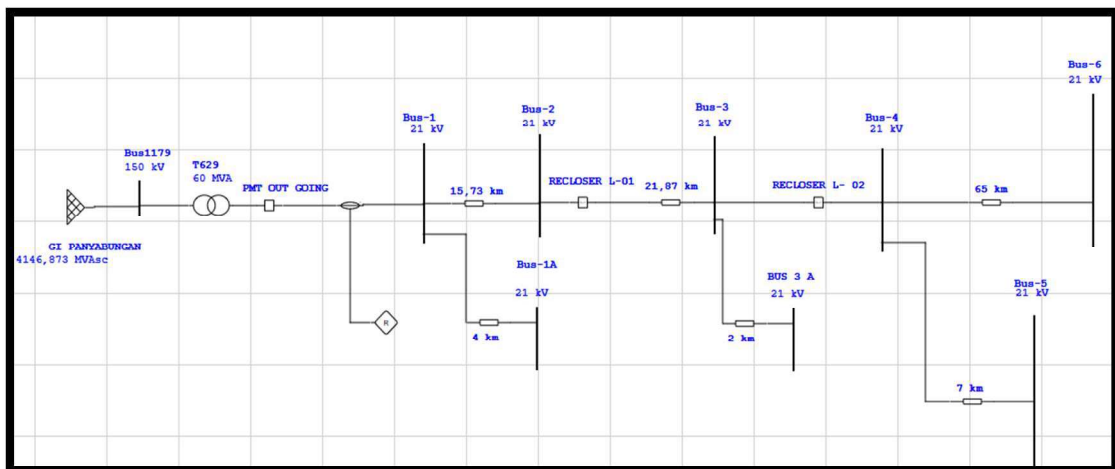 Bus-6
21 kV
Bus-1
21 kV
Bus-2
21 kV
Bus-3
21 kV
Bus-4
21 kV
Bus1179
150 kV
T629
60 MVA
PMT OUT GOING
15,73 km
RECLOSER L-01
21,87 km
RECLOSER L- 02
65 km
GI PANYABUNGAN
4146,873 MVAsc
Bus-1A
21 kV
BUS 3 A
21 kV
Bus-5
21 kV
R
4 km
2 km
7 km